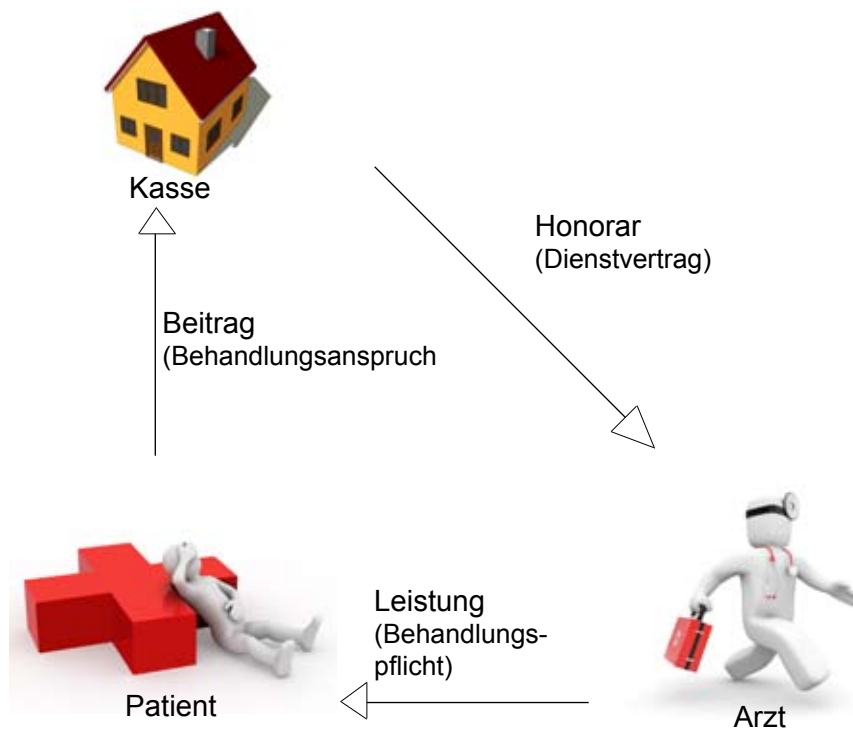 Kasse
Honorar
(Dienstvertrag)
Beitrag
(Behandlungsanspruch
Leistung
(Behandlungs-
pflicht)
Patient
Arzt